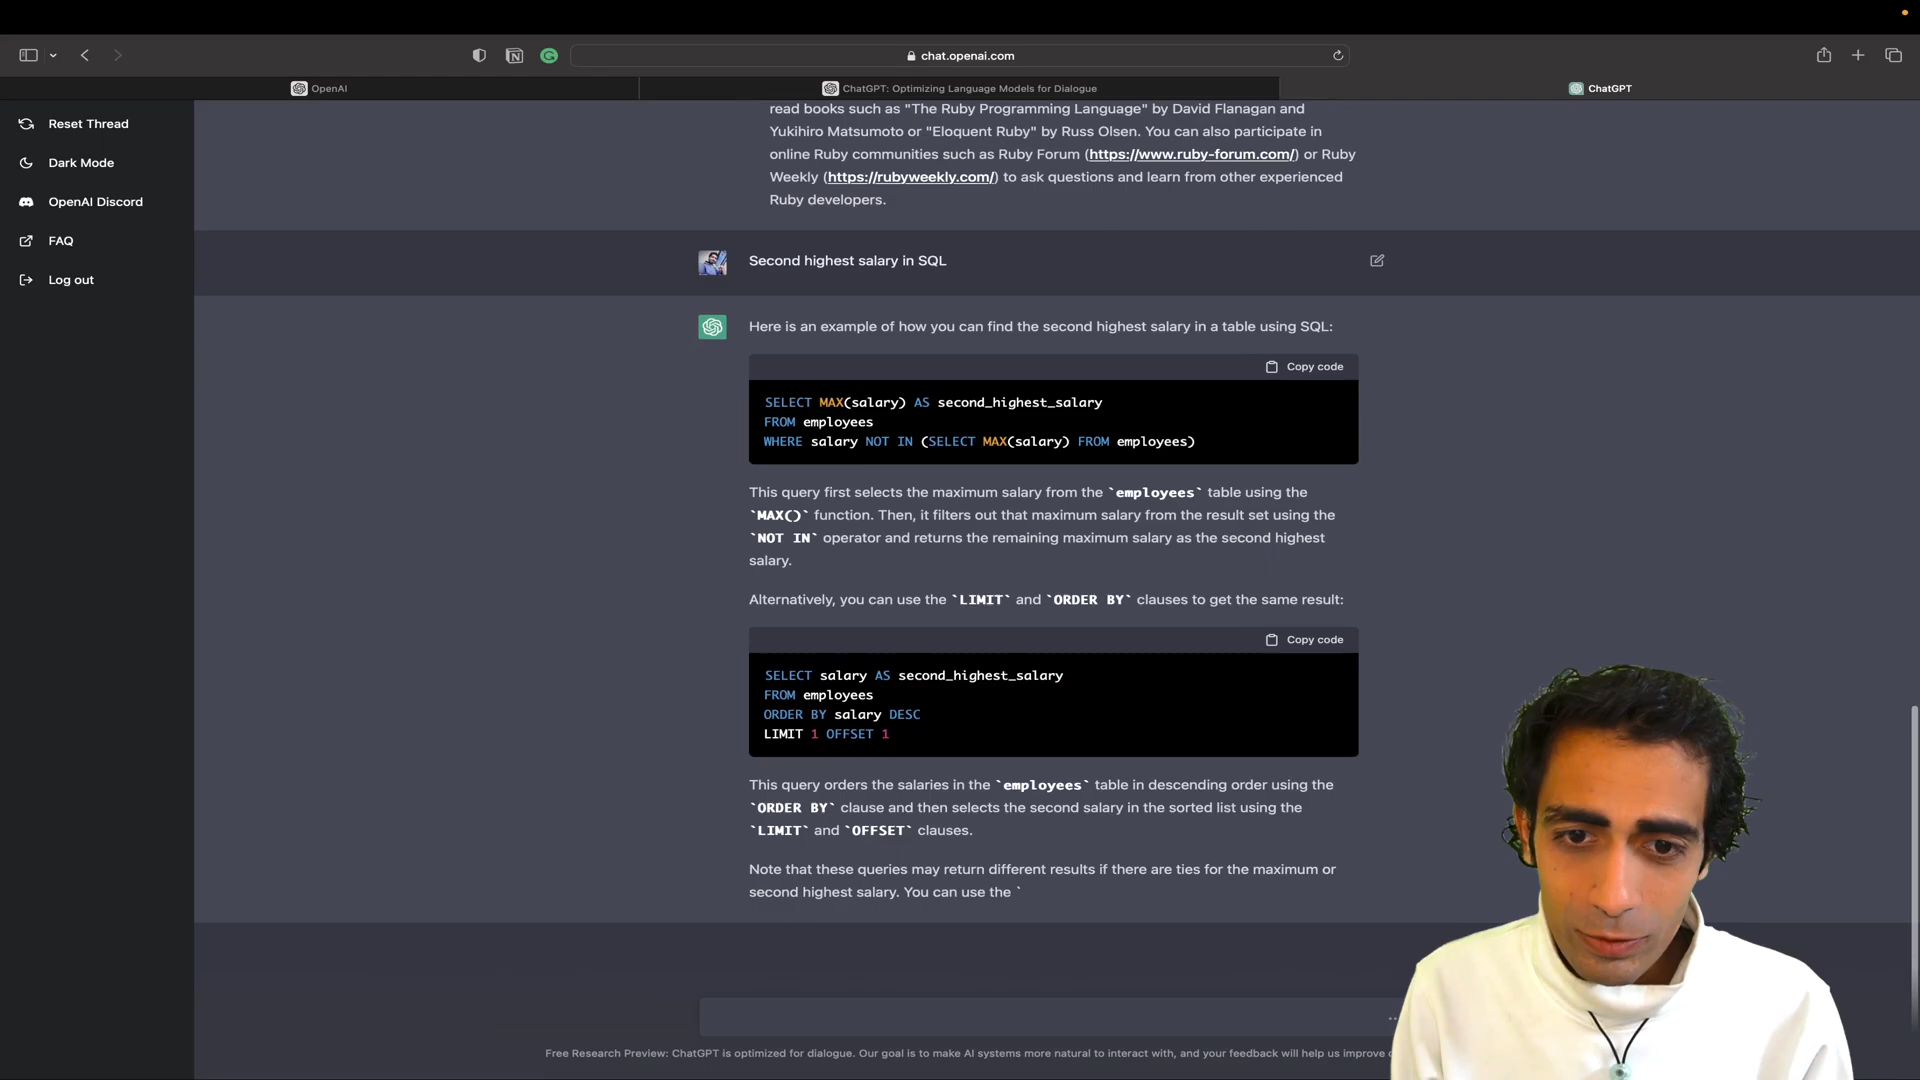 chat.openai.com
OpenAI
ChatGPT: Optimizing Language Models for Dialogue
ChatGPT
Reset Thread
Dark Mode
OpenAI Discord
FAQ
Log out
read books such as "The Ruby Programming Language" by David Flanagan and
Yukihiro Matsumoto or "Eloquent Ruby" by Russ Olsen. You can also participate in
online Ruby communities such as Ruby Forum (https://www.ruby-forum.com/) or Ruby
Weekly (https://rubyweekly.com/) to ask questions and learn from other experienced
Ruby developers.
Second highest salary in SQL
Here is an example of how you can find the second highest salary in a table using SQL:
Copy code
SELECT MAX(salary) AS second_highest_salary
FROM employees
WHERE salary NOT IN (SELECT MAX(salary) FROM employees)
This query first selects the maximum salary from the `employees` table using the
`MAX()` function. Then, it filters out that maximum salary from the result set using the
`NOT IN` operator and returns the remaining maximum salary as the second highest
salary.
Alternatively, you can use the `LIMIT` and `ORDER BY` clauses to get the same result:
Copy code
SELECT salary AS second_highest_salary
FROM employees
ORDER BY salary DESC
LIMIT 1 OFFSET 1
This query orders the salaries in the `employees` table in descending order using the
`ORDER BY` clause and then selects the second salary in the sorted list using the
`LIMIT` and `OFFSET` clauses.
Note that these queries may return different results if there are ties for the maximum or
second highest salary. You can use the `
Free Research Preview: ChatGPT is optimized for dialogue. Our goal is to make AI systems more natural to interact with, and your feedback will help us improve